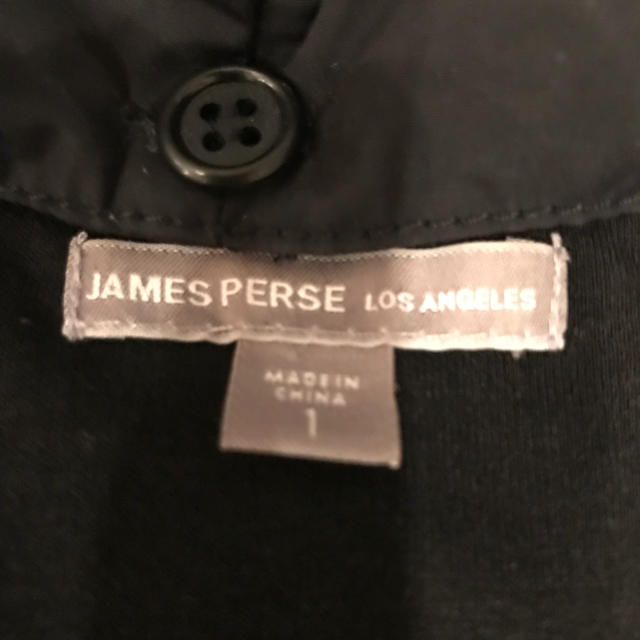 JAMES PERSE LOS ANGELES
MADE IN
CHINA
1